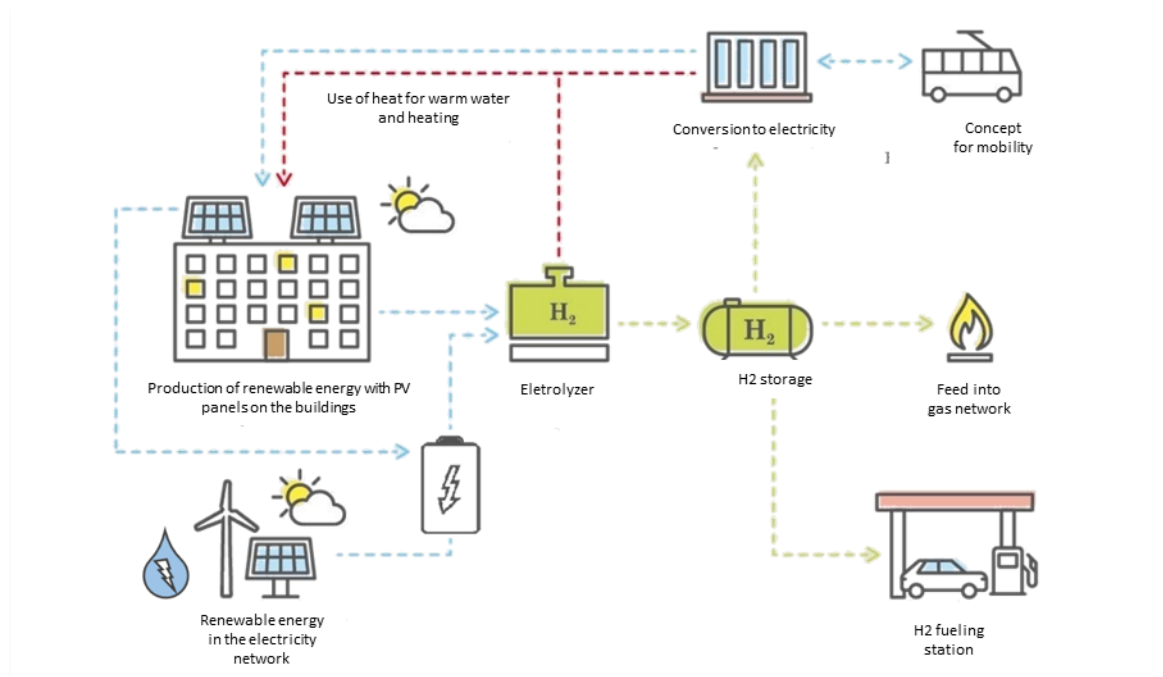 Use of heat for warm water
and heating
Conversion to electricity
Concept
for mobility
}
H₂
H₂
Production of renewable energy with PV
panels on the buildings
Eletrolyzer
H2 storage
Feed into
gas network
Renewable energy
in the electricity
network
H2 fueling
station